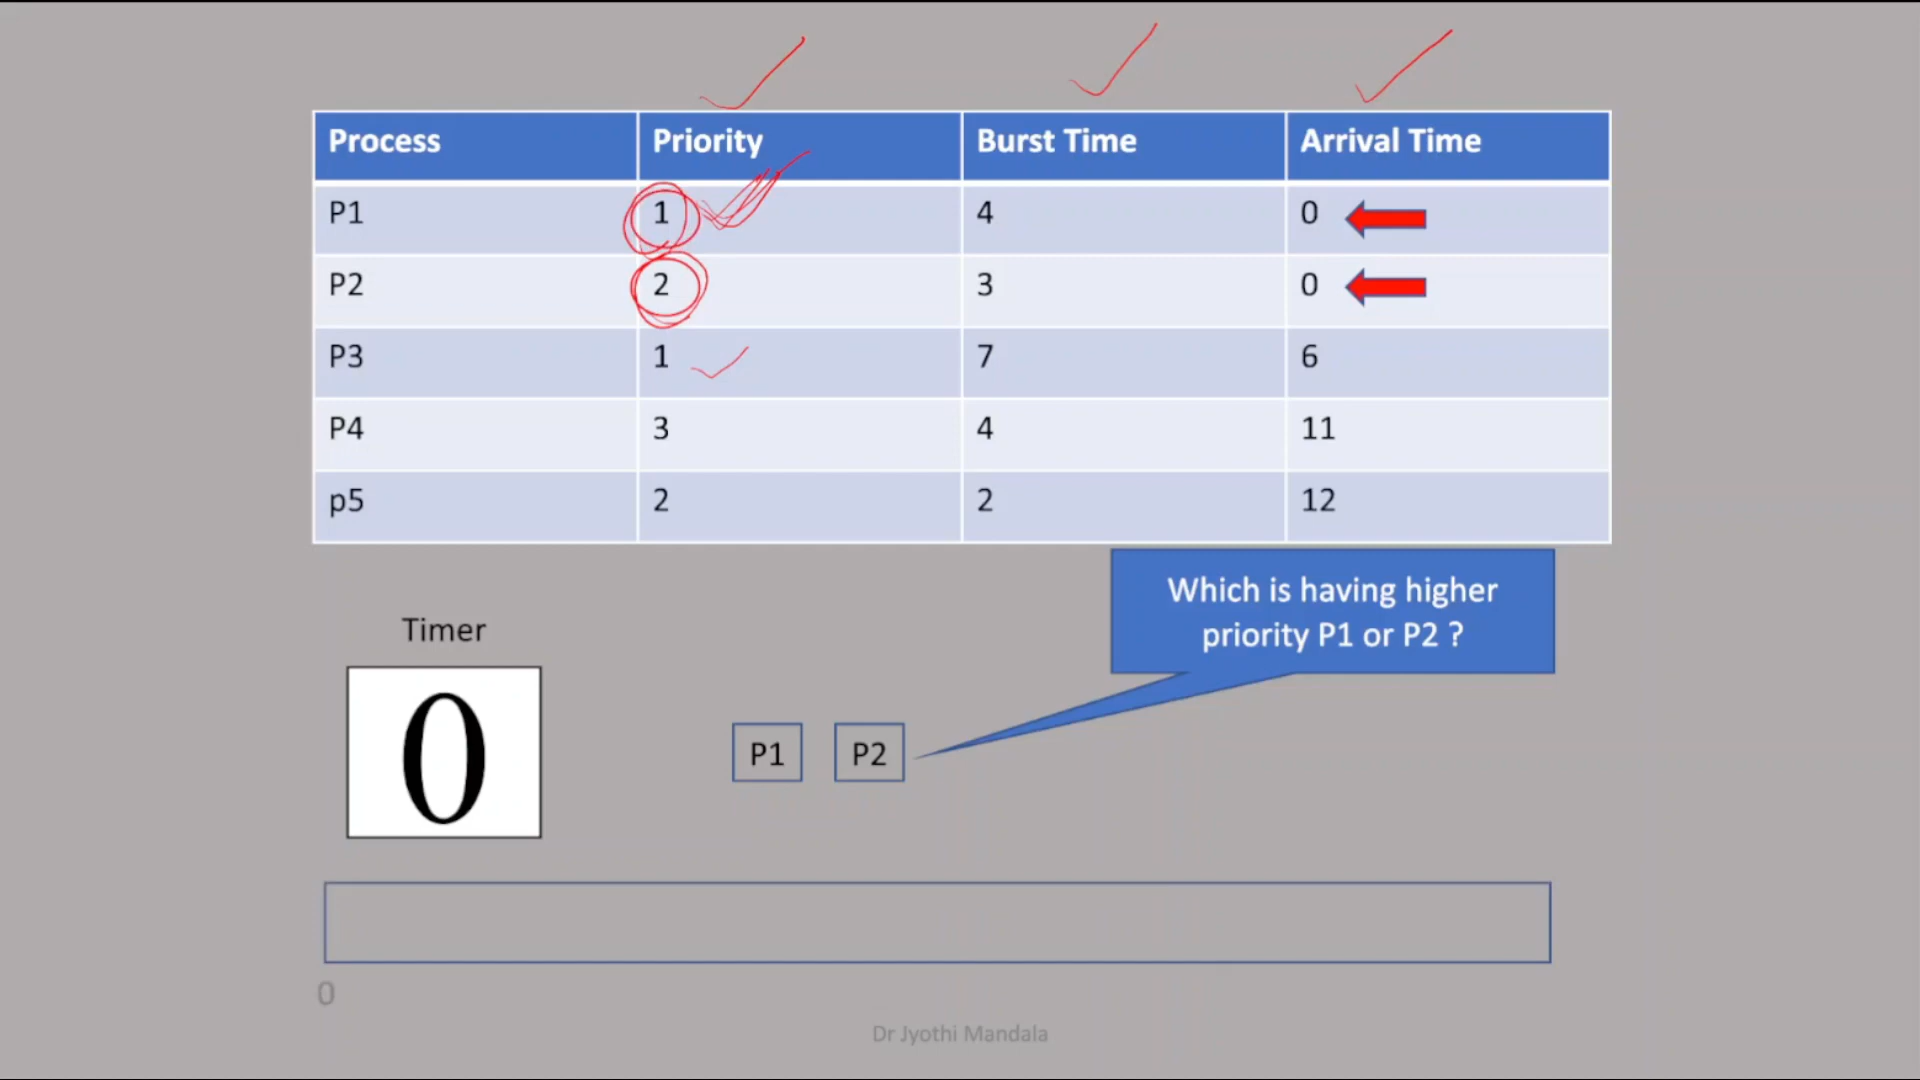 Process Priority Burst Time Arrival Time
P1 1 4 0
P2 2 3 0
P3 1 7 6
P4 3 4 11
p5 2 2 12
Which is having higher
priority P1 or P2 ?
Timer
0
P1 P2
0
Dr Jyothi Mandala